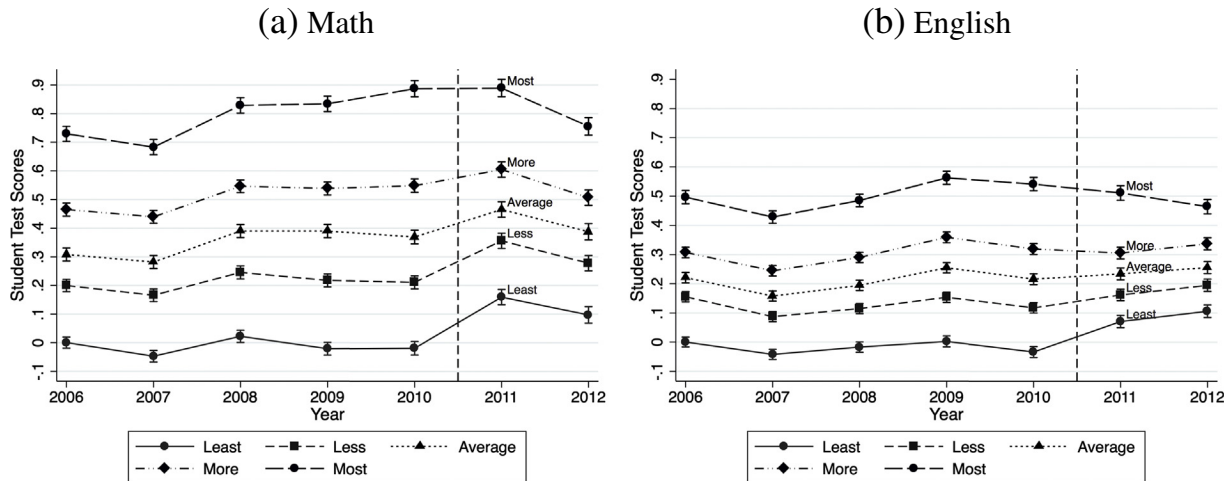 (a) Math
Student Test Scores
.9
.8
.7
.6
.5
.4
.3
.2
.1
0
-.1
Most
More
Average
Less
Least
2006 2007 2008 2009 2010 2011 2012
Year
Least Less Average
More Most
(b) English
Student Test Scores
.9
.8
.7
.6
.5
.4
.3
.2
.1
0
-.1
Most
More
Average
Less
Least
2006 2007 2008 2009 2010 2011 2012
Year
Least Less Average
More Most